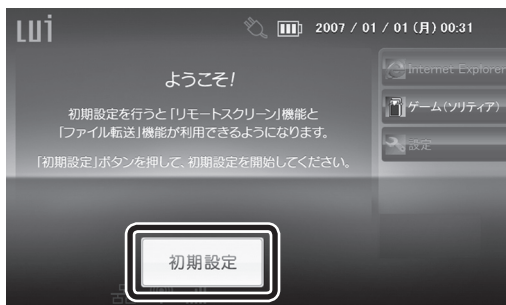 Lui 2007 / 01 / 01 (月) 00:31
ようこそ!
初期設定を行うと「リモートスクリーン」機能と
「ファイル転送」機能が利用できるようになります。
「初期設定」ボタンを押して、初期設定を開始してください。
Internet Explorer
ゲーム(ソリティア)
設定
初期設定